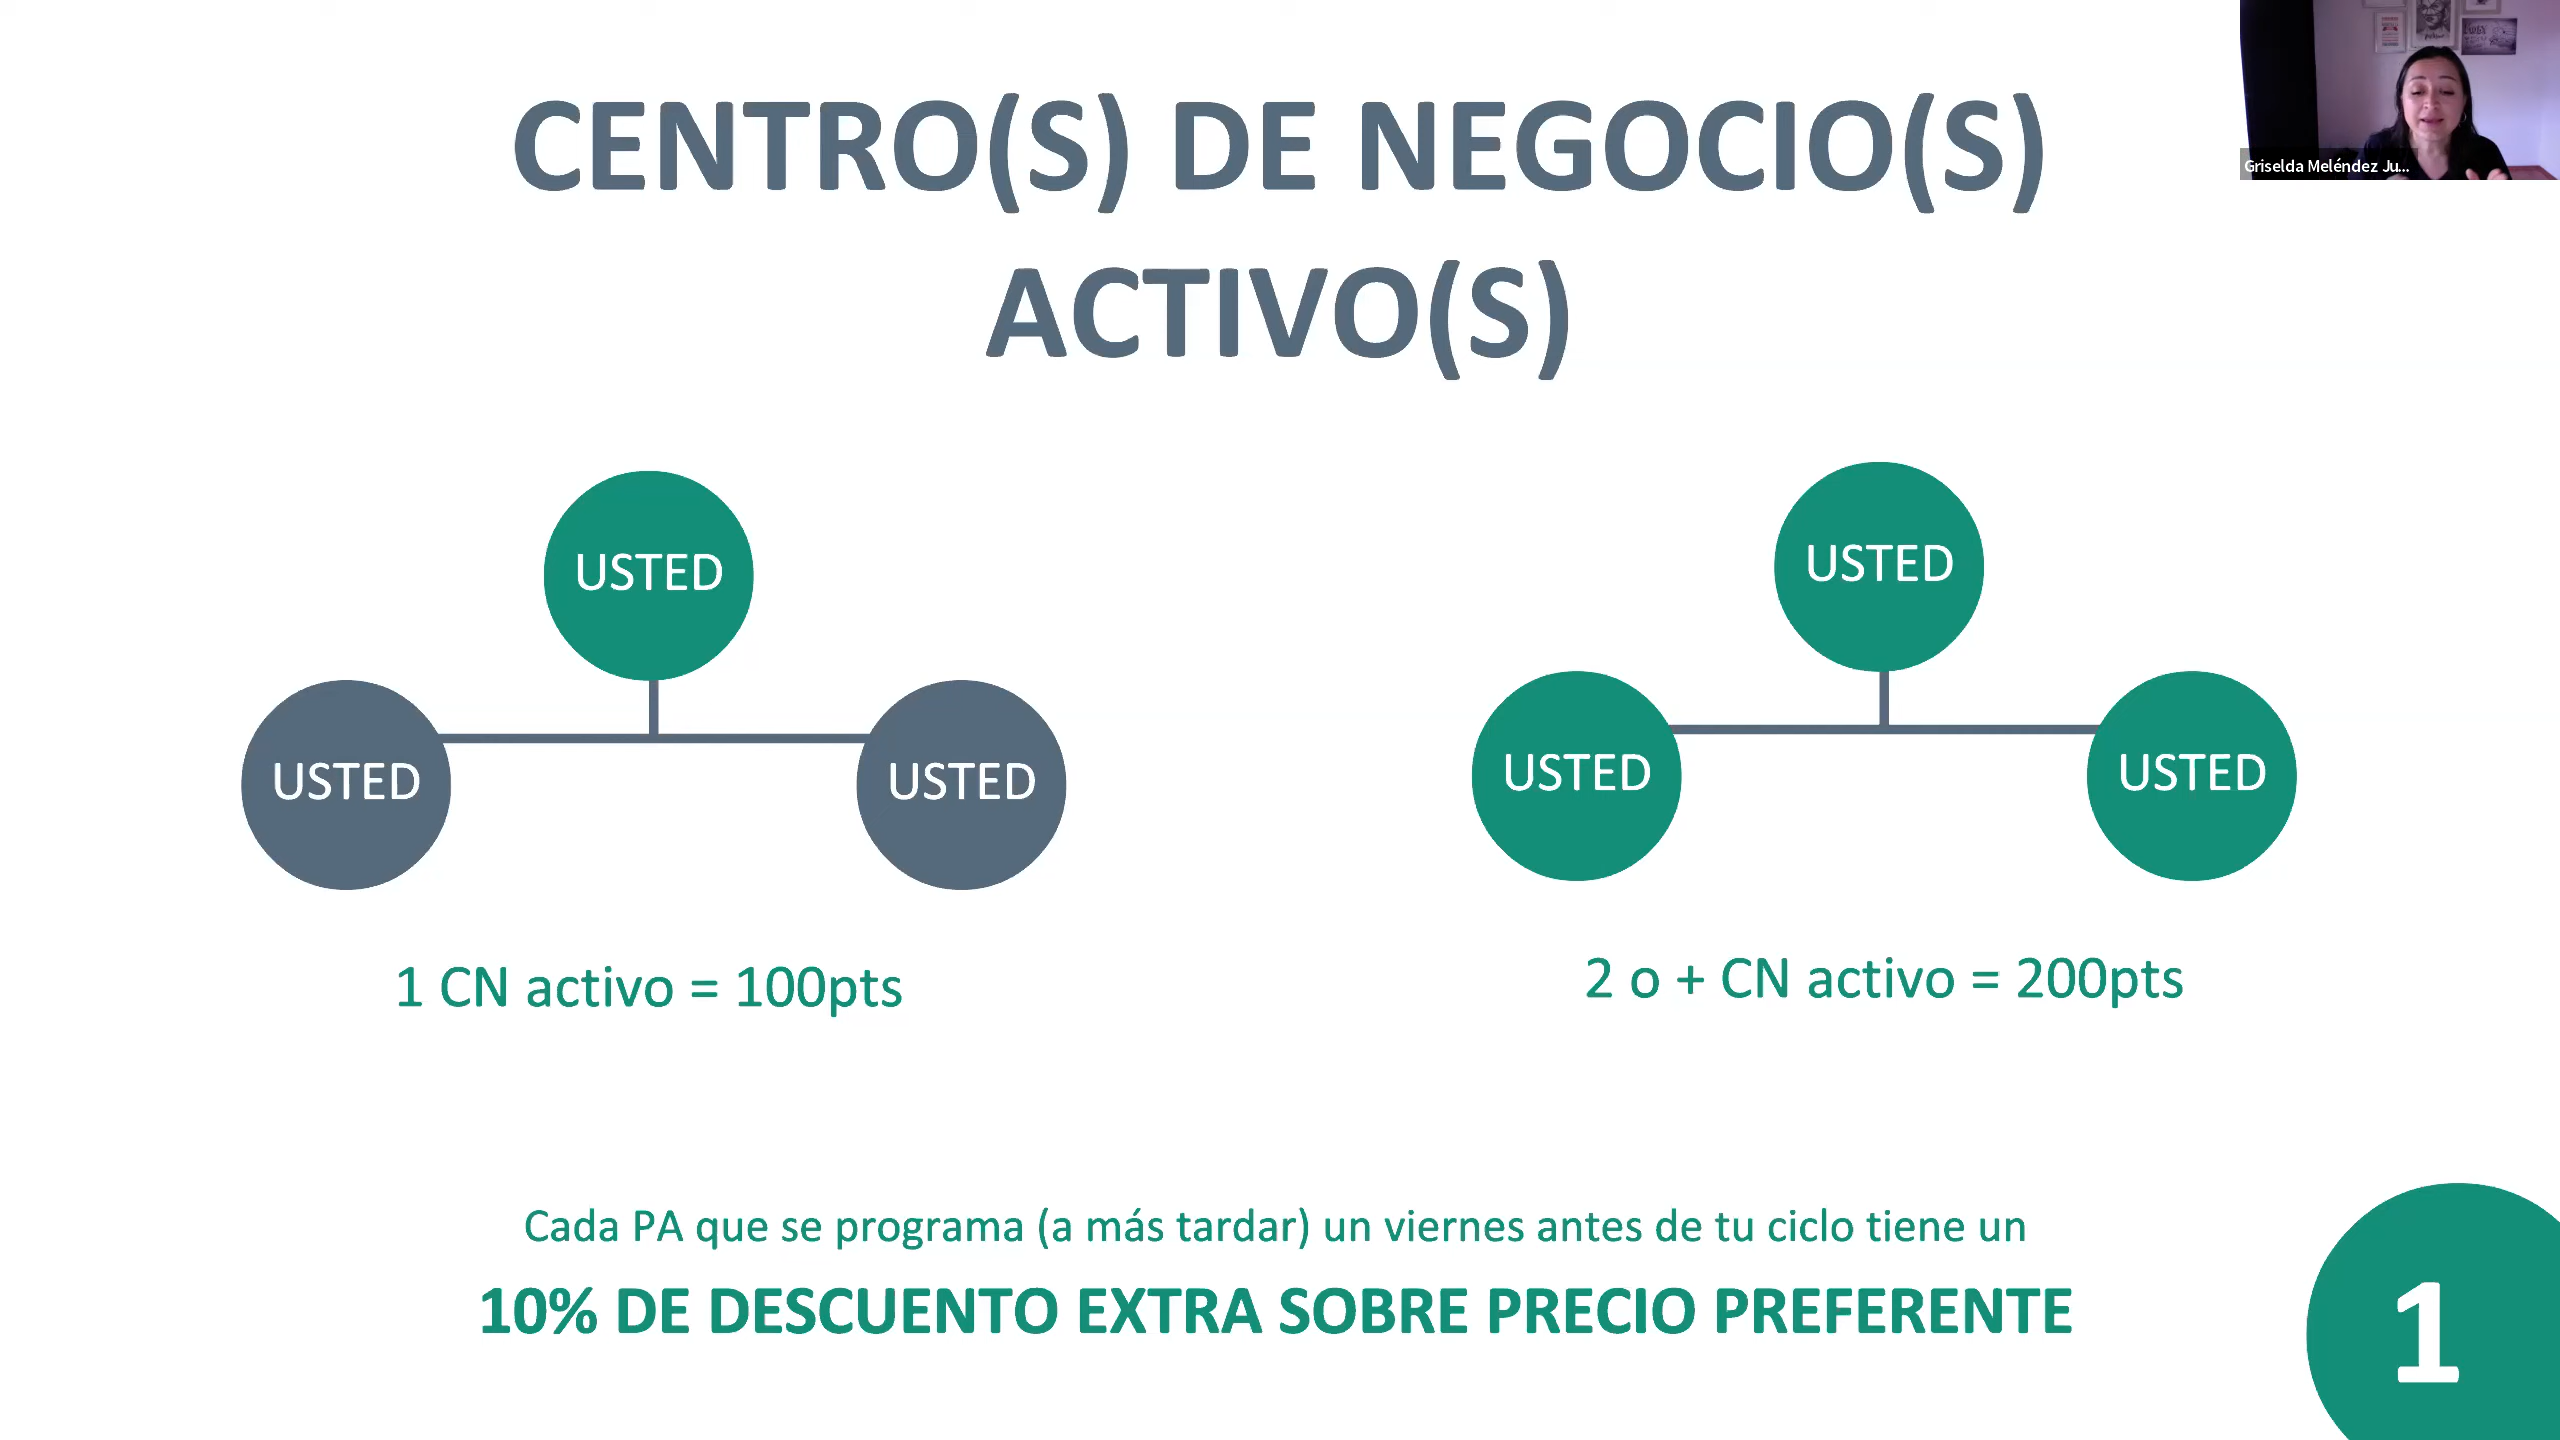 CENTRO(S) DE NEGOCIO(S)
ACTIVO(S)
Griselda Meléndez Ju...
USTED
USTED
USTED
1 CN activo = 100pts
USTED
USTED
USTED
2 o + CN activo = 200pts
Cada PA que se programa (a más tardar) un viernes antes de tu ciclo tiene un
10% DE DESCUENTO EXTRA SOBRE PRECIO PREFERENTE
1